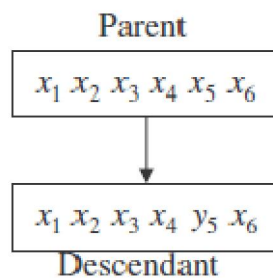 Parent
x₁ x₂ x₃ x₄ x₅ x₆
x₁ x₂ x₃ x₄ y₅ x₆
Descendant